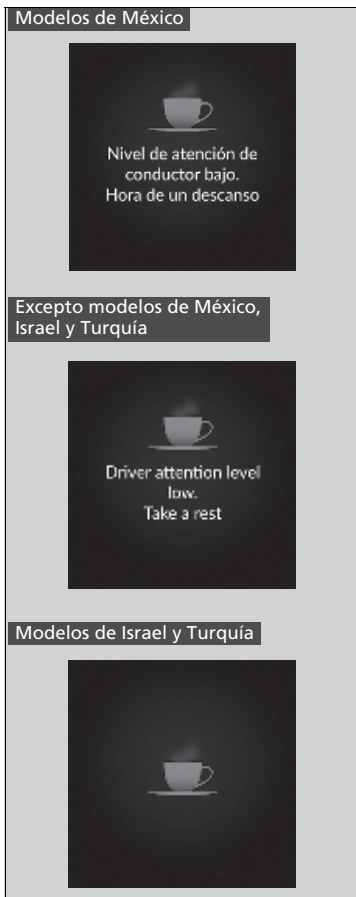 Modelos de México
Nivel de atención de
conductor bajo.
Hora de un descanso
Excepto modelos de México,
Israel y Turquía
Driver attention level
low.
Take a rest
Modelos de Israel y Turquía